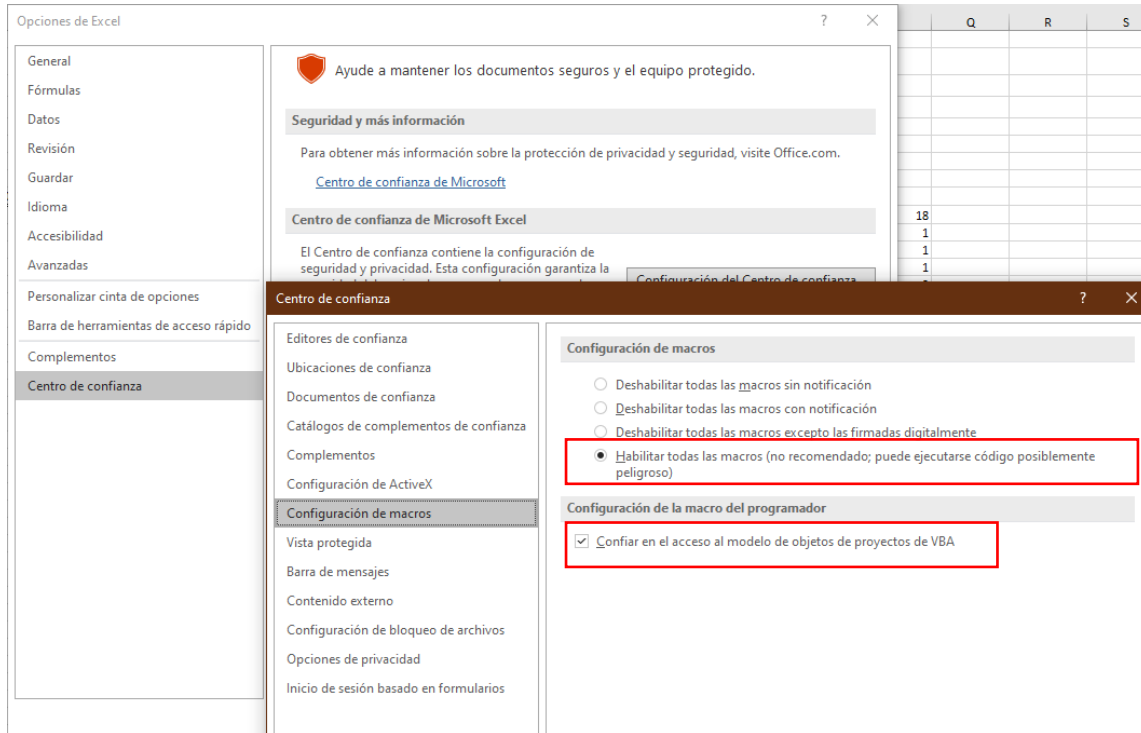 Opciones de Excel
?
Q
R
S
General
Fórmulas
Datos
Revisión
Guardar
Idioma
Accesibilidad
Avanzadas
Personalizar cinta de opciones
Barra de herramientas de acceso rápido
Complementos
Centro de confianza
Ayude a mantener los documentos seguros y el equipo protegido.
Seguridad y más información
Para obtener más información sobre la protección de privacidad y seguridad, visite Office.com.
Centro de confianza de Microsoft
Centro de confianza de Microsoft Excel
El Centro de confianza contiene la configuración de
seguridad y privacidad. Esta configuración garantiza la
Configuración del Centro de confianza
18
1
1
1
Centro de confianza
?
Editores de confianza
Ubicaciones de confianza
Documentos de confianza
Catálogos de complementos de confianza
Complementos
Configuración de ActiveX
Configuración de macros
Vista protegida
Barra de mensajes
Contenido externo
Configuración de bloqueo de archivos
Opciones de privacidad
Inicio de sesión basado en formularios
Configuración de macros
Deshabilitar todas las macros sin notificación
Deshabilitar todas las macros con notificación
Deshabilitar todas las macros excepto las firmadas digitalmente
Habilitar todas las macros (no recomendado; puede ejecutarse código posiblemente
peligroso)
Configuración de la macro del programador
Confiar en el acceso al modelo de objetos de proyectos de VBA